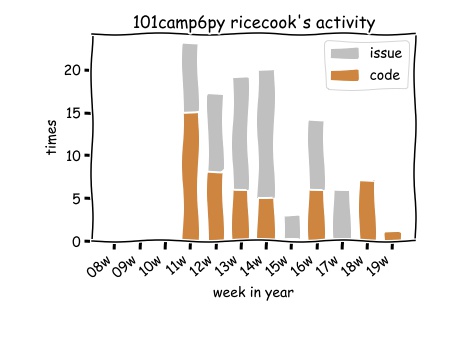 101camp6py ricecook's activity
issue
code
times
20
15
10
5
0
08w 09w 10w 11w 12w 13w 14w 15w 16w 17w 18w 19w
week in year